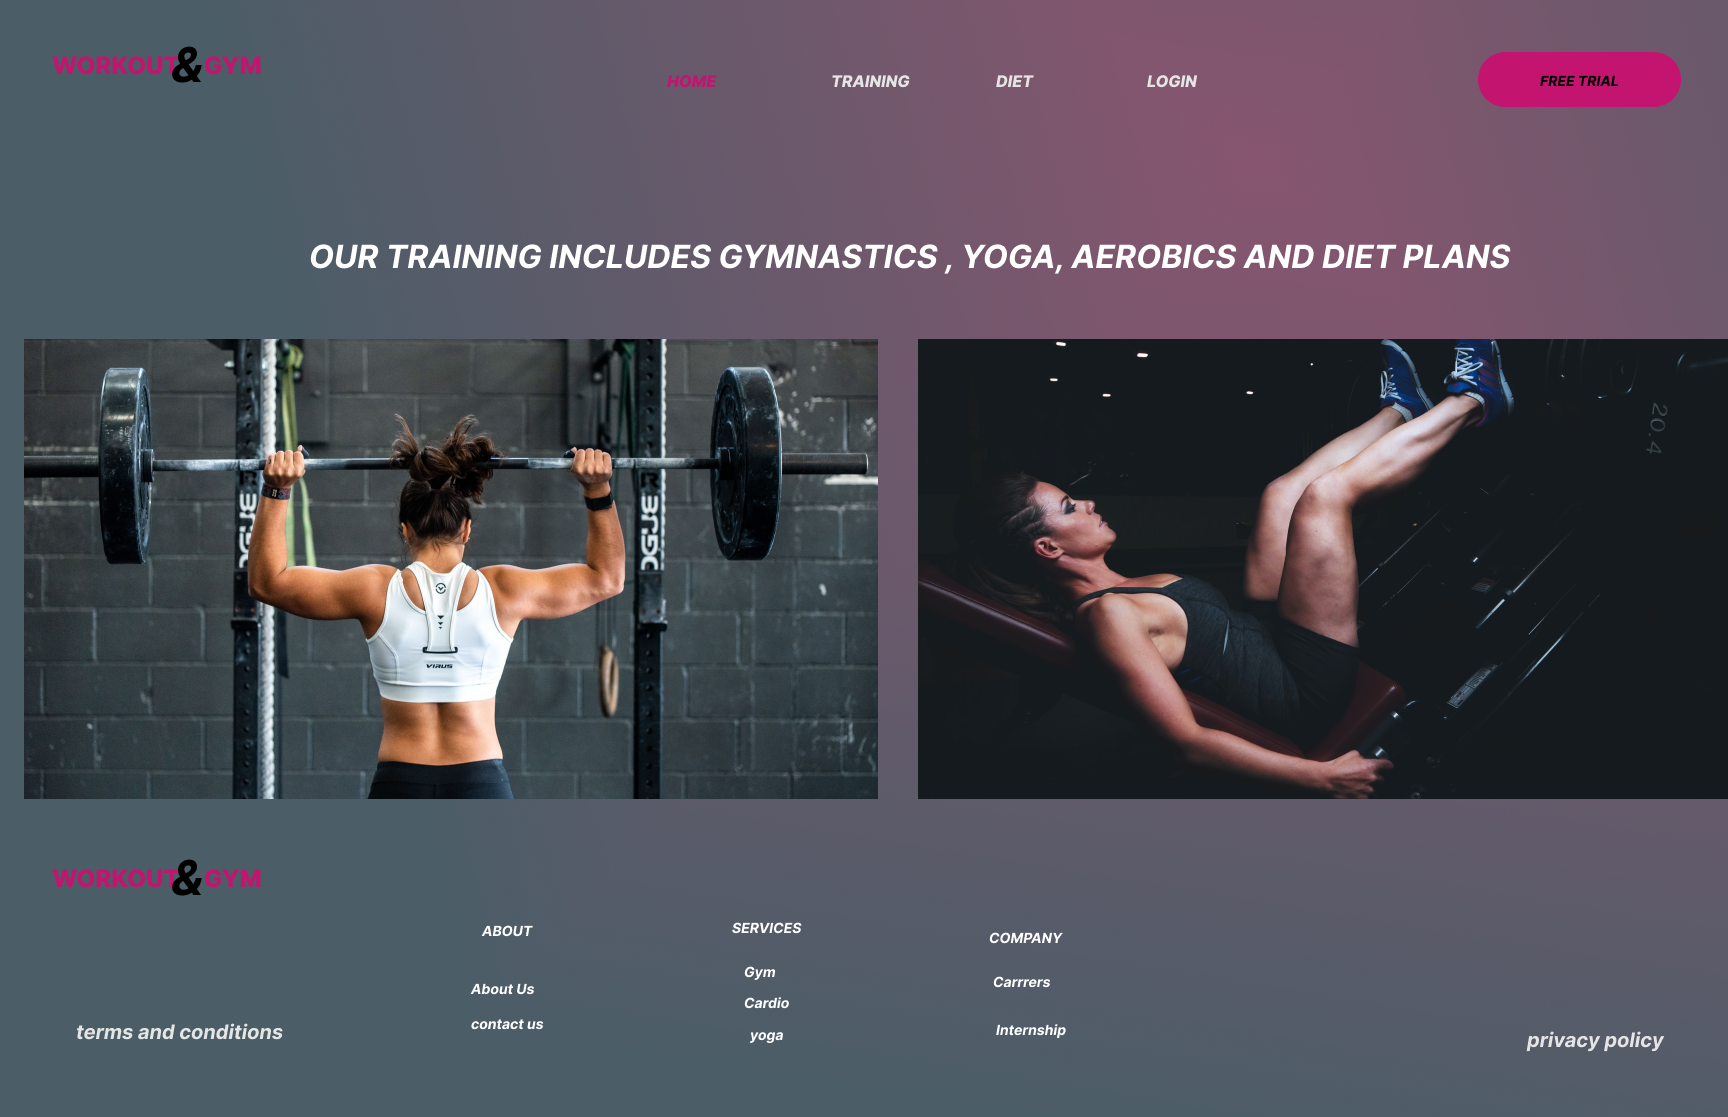 WORKOUT&GYM
HOME TRAINING DIET LOGIN FREE TRIAL
OUR TRAINING INCLUDES GYMNASTICS , YOGA, AEROBICS AND DIET PLANS
VIRUS
20.4
WORKOUT&GYM
ABOUT
About Us
contact us
SERVICES
Gym
Cardio
yoga
COMPANY
Carrrers
Internship
terms and conditions
privacy policy